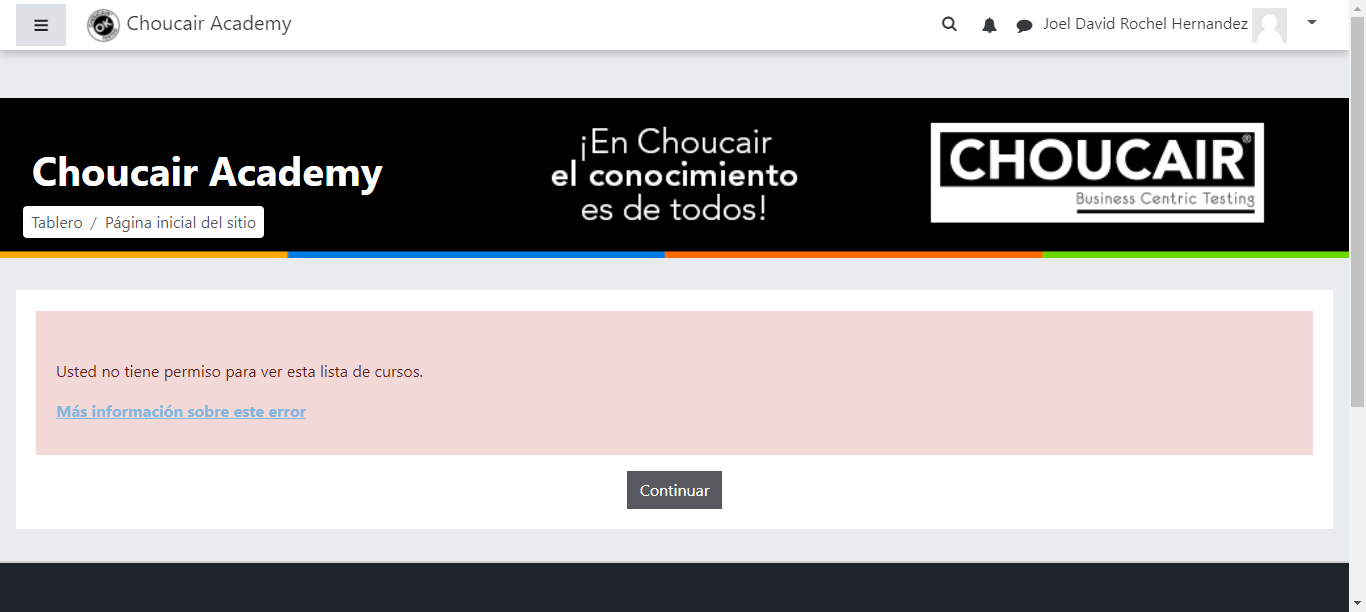 Choucair Academy
Joel David Rochel Hernandez
Choucair Academy
Tablero / Página inicial del sitio
¡En Choucair
el conocimiento
es de todos!
CHOUCAIR®
Business Centric Testing
Usted no tiene permiso para ver esta lista de cursos.
Más información sobre este error
Continuar